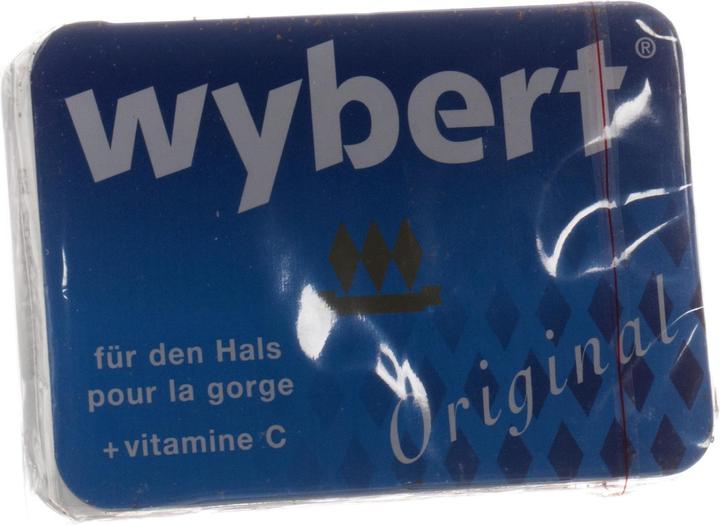 wybert®
für den Hals
pour la gorge
+ vitamine C
Original